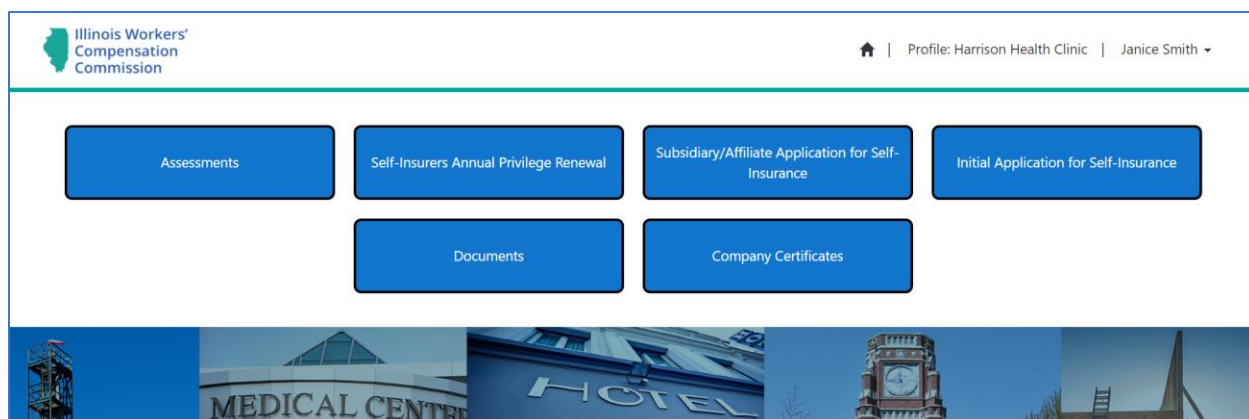 Illinois Workers'
Compensation
Commission
| Profile: Harrison Health Clinic | Janice Smith
Assessments
Self-Insurers Annual Privilege Renewal
Subsidiary/Affiliate Application for Self-
Insurance
Initial Application for Self-Insurance
Documents
Company Certificates
MEDICAL CENTER
HOTEL